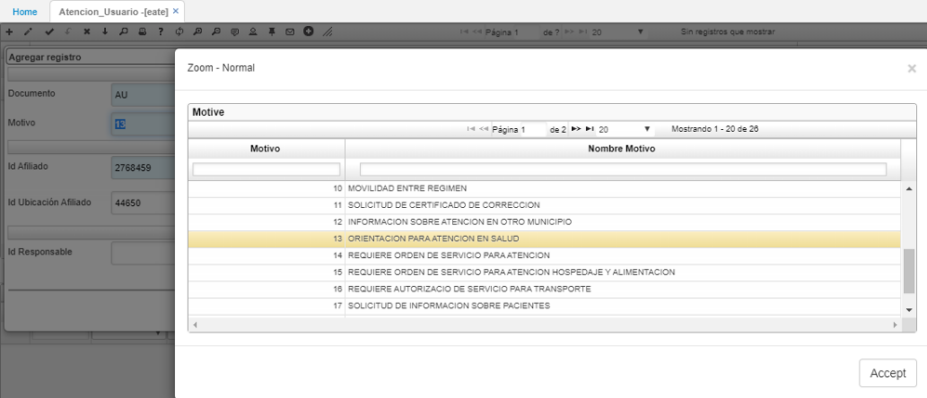 Home Atencion_Usuario -[eate] ×
Página 1 de ? 20 Sin registros que mostrar
Agregar registro
Documento AU
Motivo 13
Id Afiliado 2768459
Id Ubicación Afiliado 44650
Id Responsable
Zoom - Normal ×
Motive
Página 1 de 2 20 Mostrando 1 - 20 de 26
Motivo Nombre Motivo
10 MOVILIDAD ENTRE REGIMEN
11 SOLICITUD DE CERTIFICADO DE CORRECCION
12 INFORMACION SOBRE ATENCION EN OTRO MUNICIPIO
13 ORIENTACION PARA ATENCION EN SALUD
14 REQUIERE ORDEN DE SERVICIO PARA ATENCION
15 REQUIERE ORDEN DE SERVICIO PARA ATENCION HOSPEDAJE Y ALIMENTACION
16 REQUIERE AUTORIZACIO DE SERVICIO PARA TRANSPORTE
17 SOLICITUD DE INFORMACION SOBRE PACIENTES
Accept